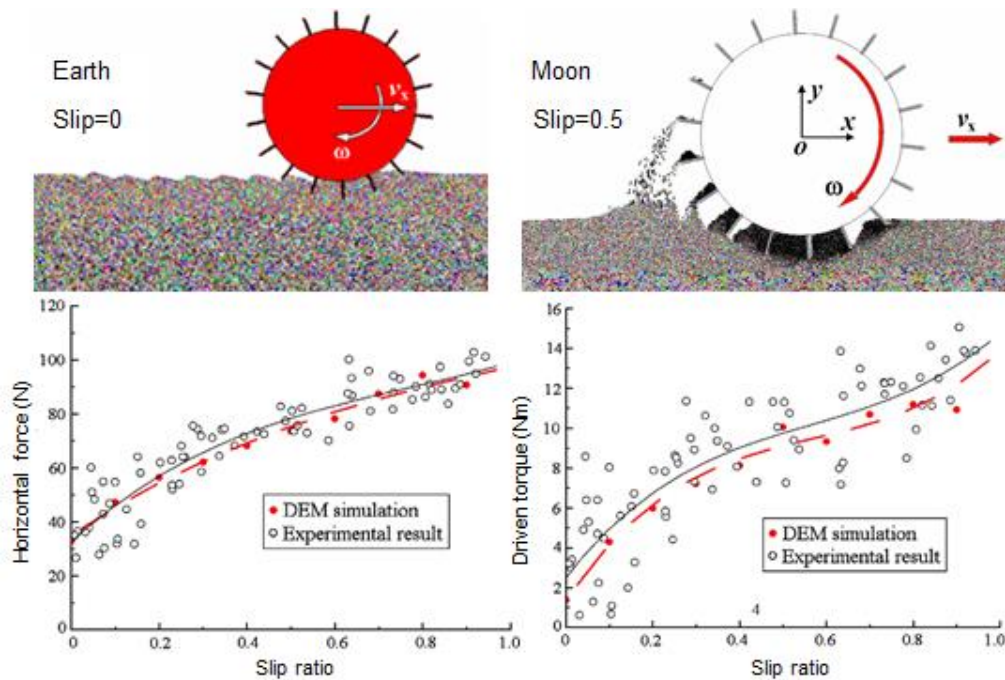 Earth
Slip=0
vx
ω
Moon
Slip=0.5
y
x
o
vx
ω
Horizontal force (N)
120
100
80
60
40
20
0
DEM simulation
Experimental result
0 0.2 0.4 0.6 0.8 1.0
Slip ratio
Driven torque (Nm)
16
14
12
10
8
6
4
2
0
DEM simulation
Experimental result
4
0 0.2 0.4 0.6 0.8 1.0
Slip ratio